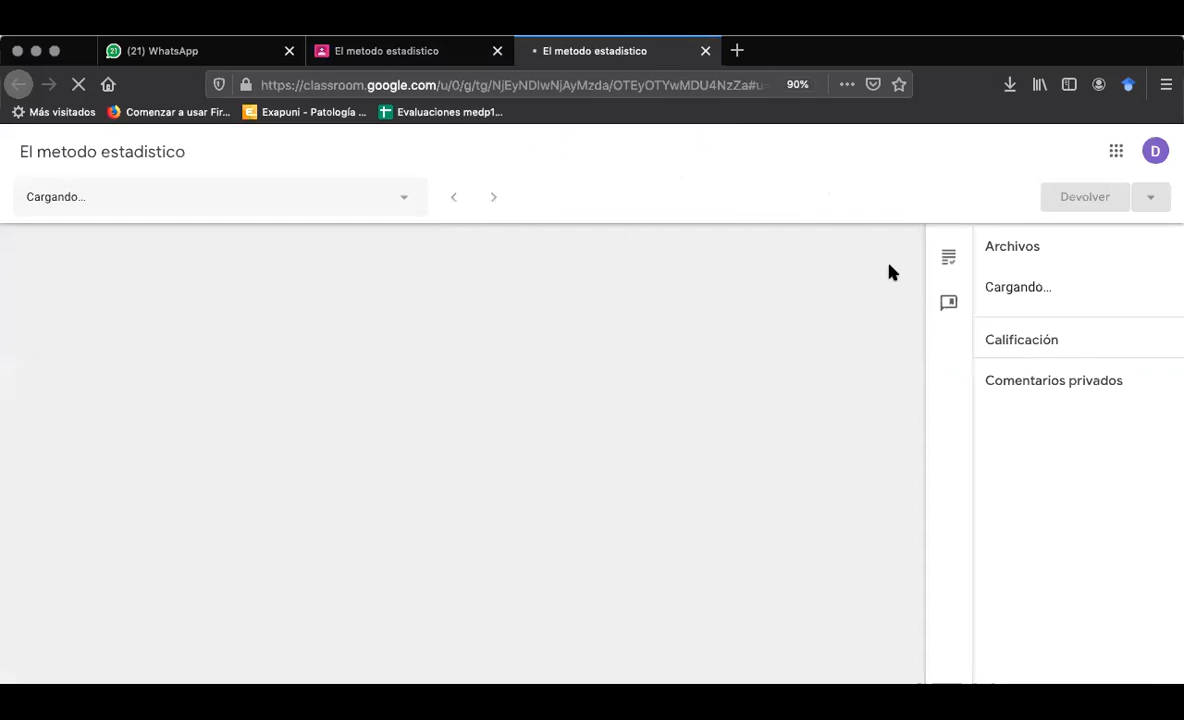 (21) WhatsApp
El metodo estadistico
El metodo estadistico
https://classroom.google.com/u/0/g/tg/NjEyNDIwNjAyMzda/OTEyOTYwMDU4NzZa#u=
90%
Más visitados
Comenzar a usar Fir...
Exapuni - Patología ...
Evaluaciones medp1...
El metodo estadistico
D
Cargando...
Devolver
Archivos
Cargando...
Calificación
Comentarios privados